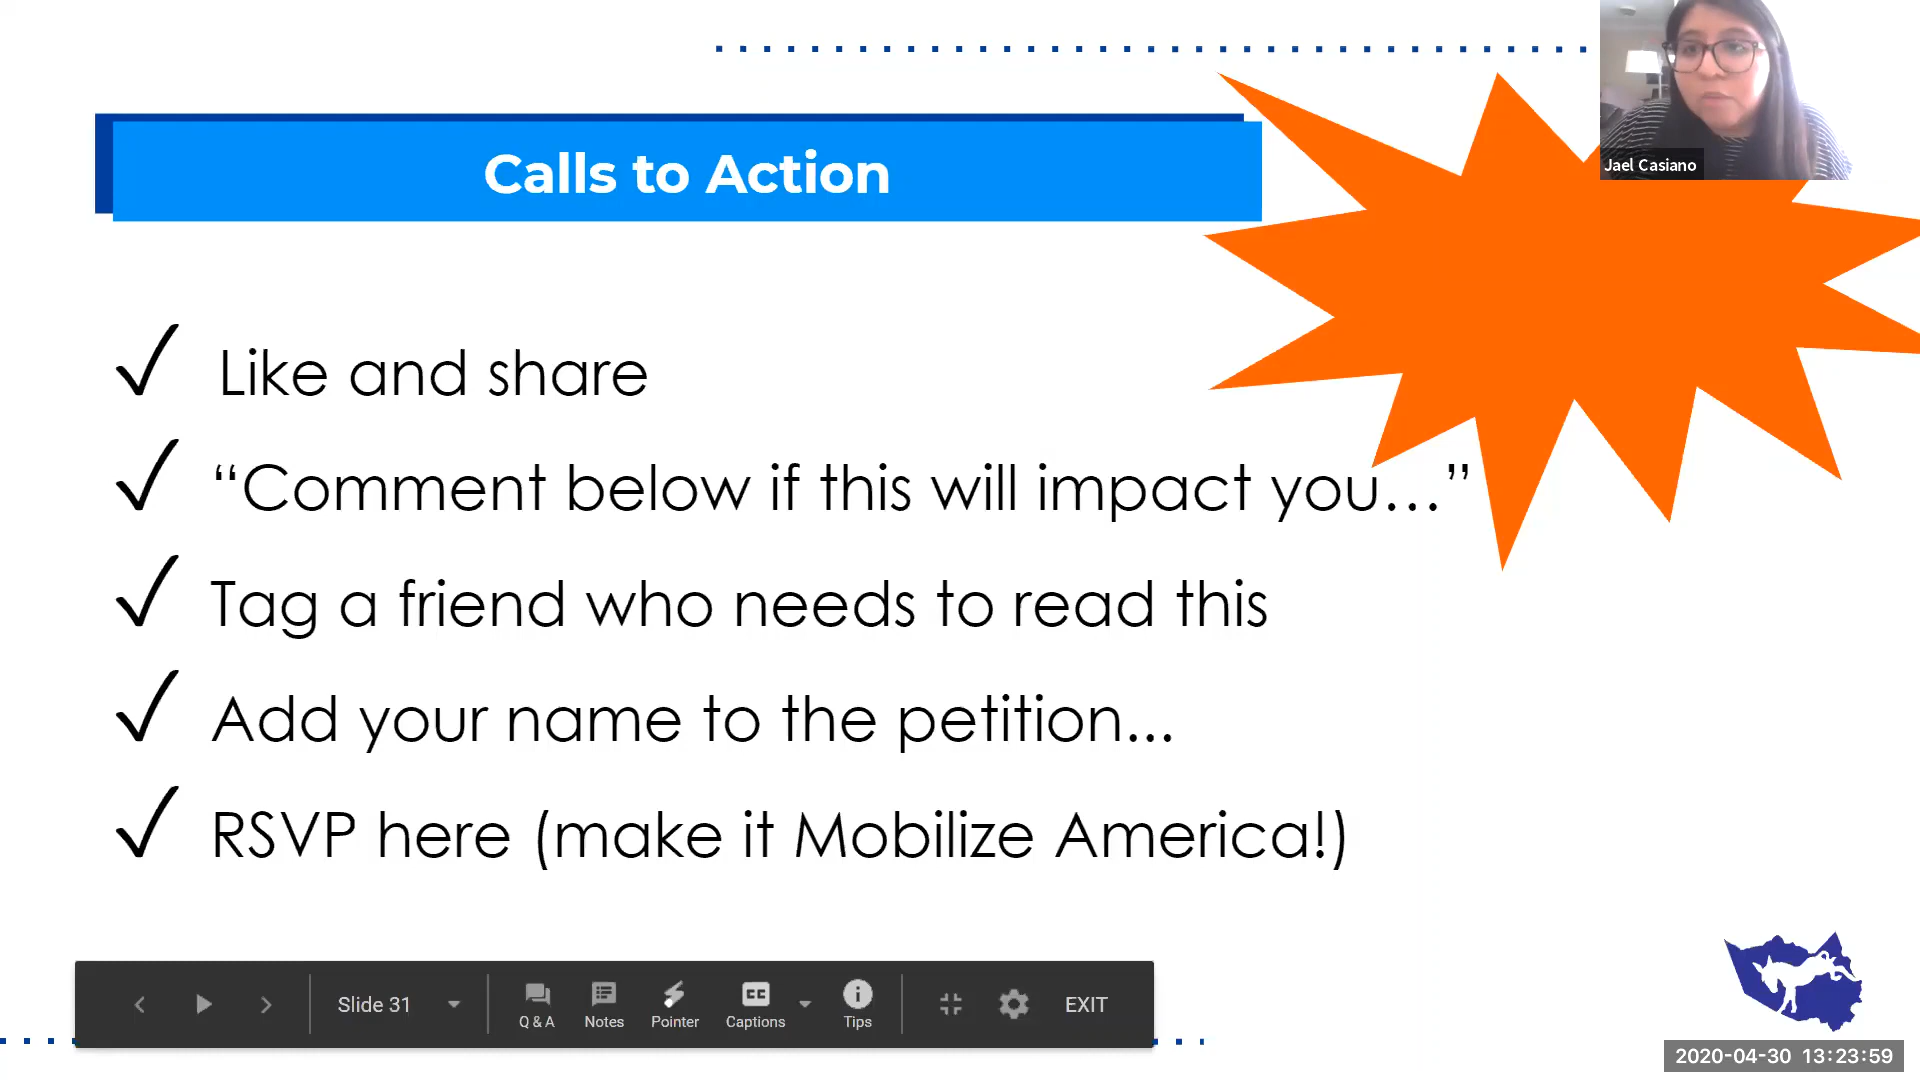 Jael Casiano
Calls to Action
Like and share
“Comment below if this will impact you...”
Tag a friend who needs to read this
Add your name to the petition...
RSVP here (make it Mobilize America!)
Slide 31
Q & A
Notes
Pointer
CC
Captions
Tips
EXIT
2020-04-30 13:23:59